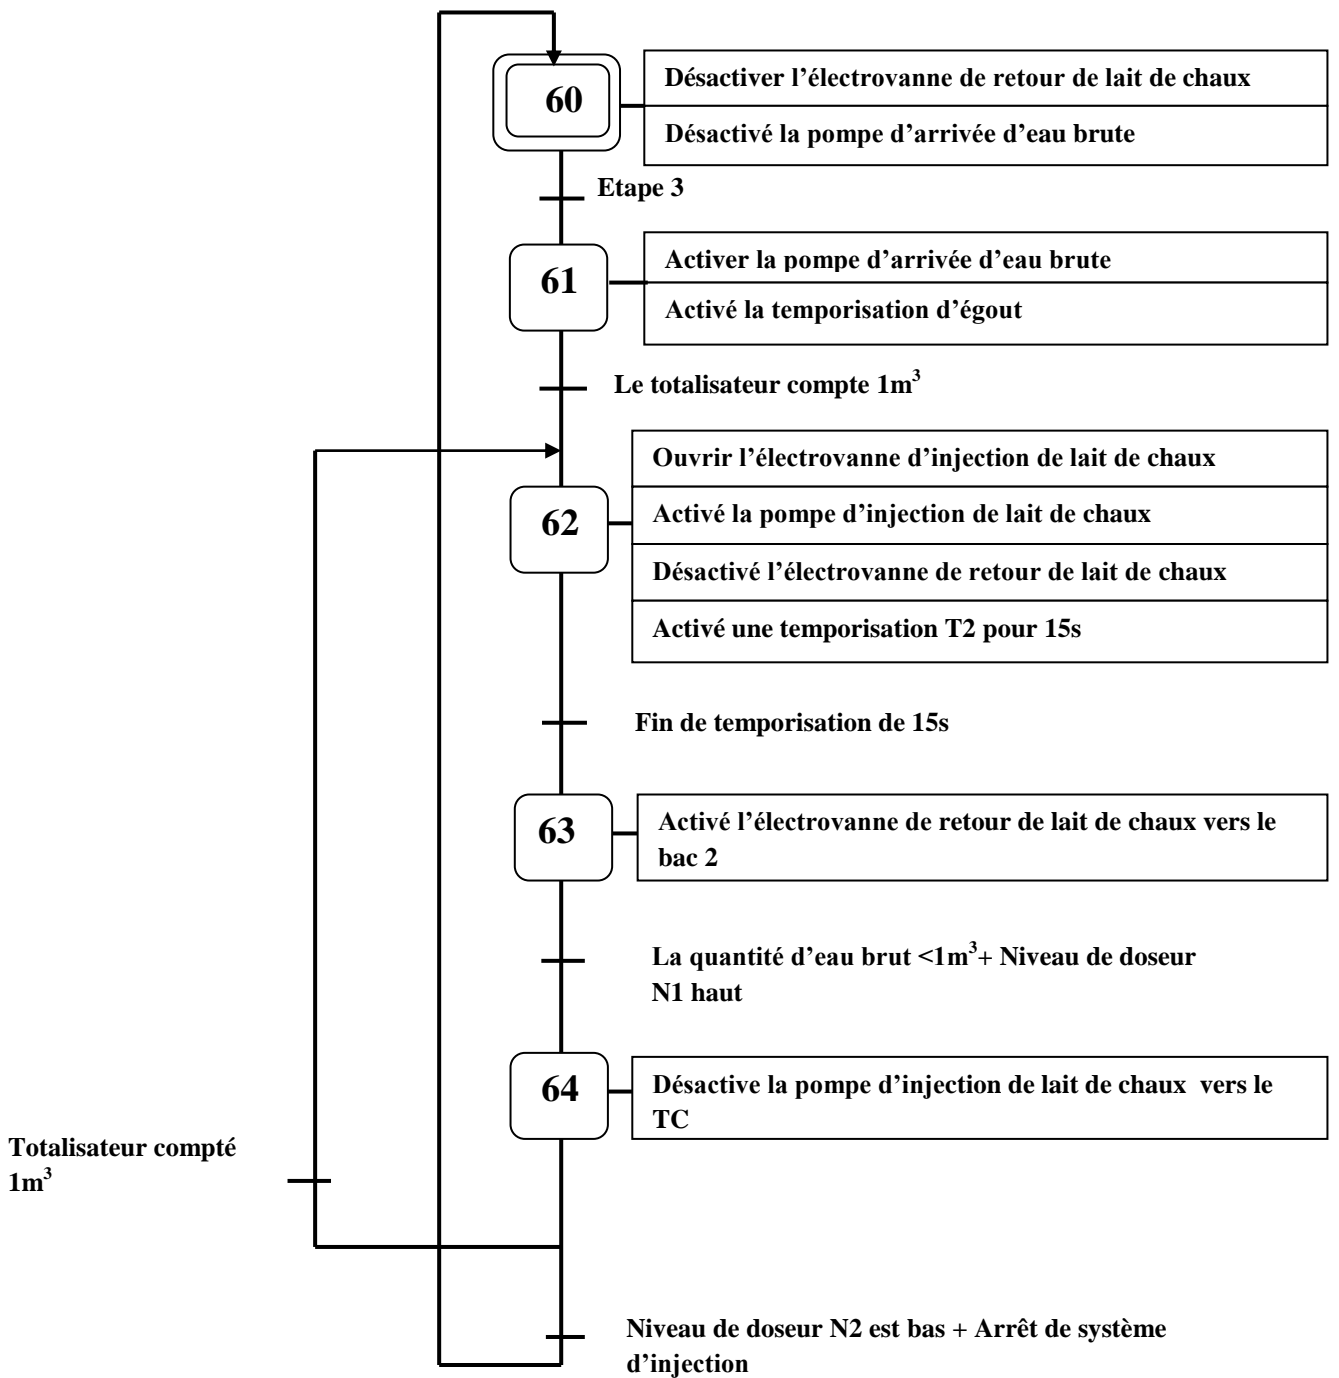 60
Désactiver l’électrovanne de retour de lait de chaux
Désactivé la pompe d’arrivée d’eau brute
Etape 3
61
Activer la pompe d’arrivée d’eau brute
Activé la temporisation d’égout
Le totalisateur compte 1m³
62
Ouvrir l’électrovanne d’injection de lait de chaux
Activé la pompe d’injection de lait de chaux
Désactivé l’électrovanne de retour de lait de chaux
Activé une temporisation T2 pour 15s
Fin de temporisation de 15s
63
Activé l’électrovanne de retour de lait de chaux vers le
bac 2
La quantité d’eau brut <1m³+ Niveau de doseur
N1 haut
64
Désactive la pompe d’injection de lait de chaux vers le
TC
Totalisateur compté
1m³
Niveau de doseur N2 est bas + Arrêt de système
d’injection